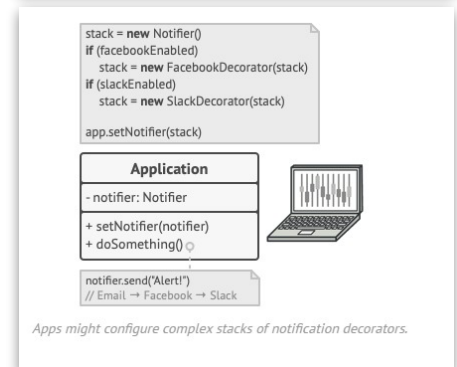 stack = new Notifier()
if (facebookEnabled)
    stack = new FacebookDecorator(stack)
if (slackEnabled)
    stack = new SlackDecorator(stack)

app.setNotifier(stack)
Application
- notifier: Notifier
+ setNotifier(notifier)
+ doSomething()
notifier.send("Alert!")
// Email → Facebook → Slack
Apps might configure complex stacks of notification decorators.